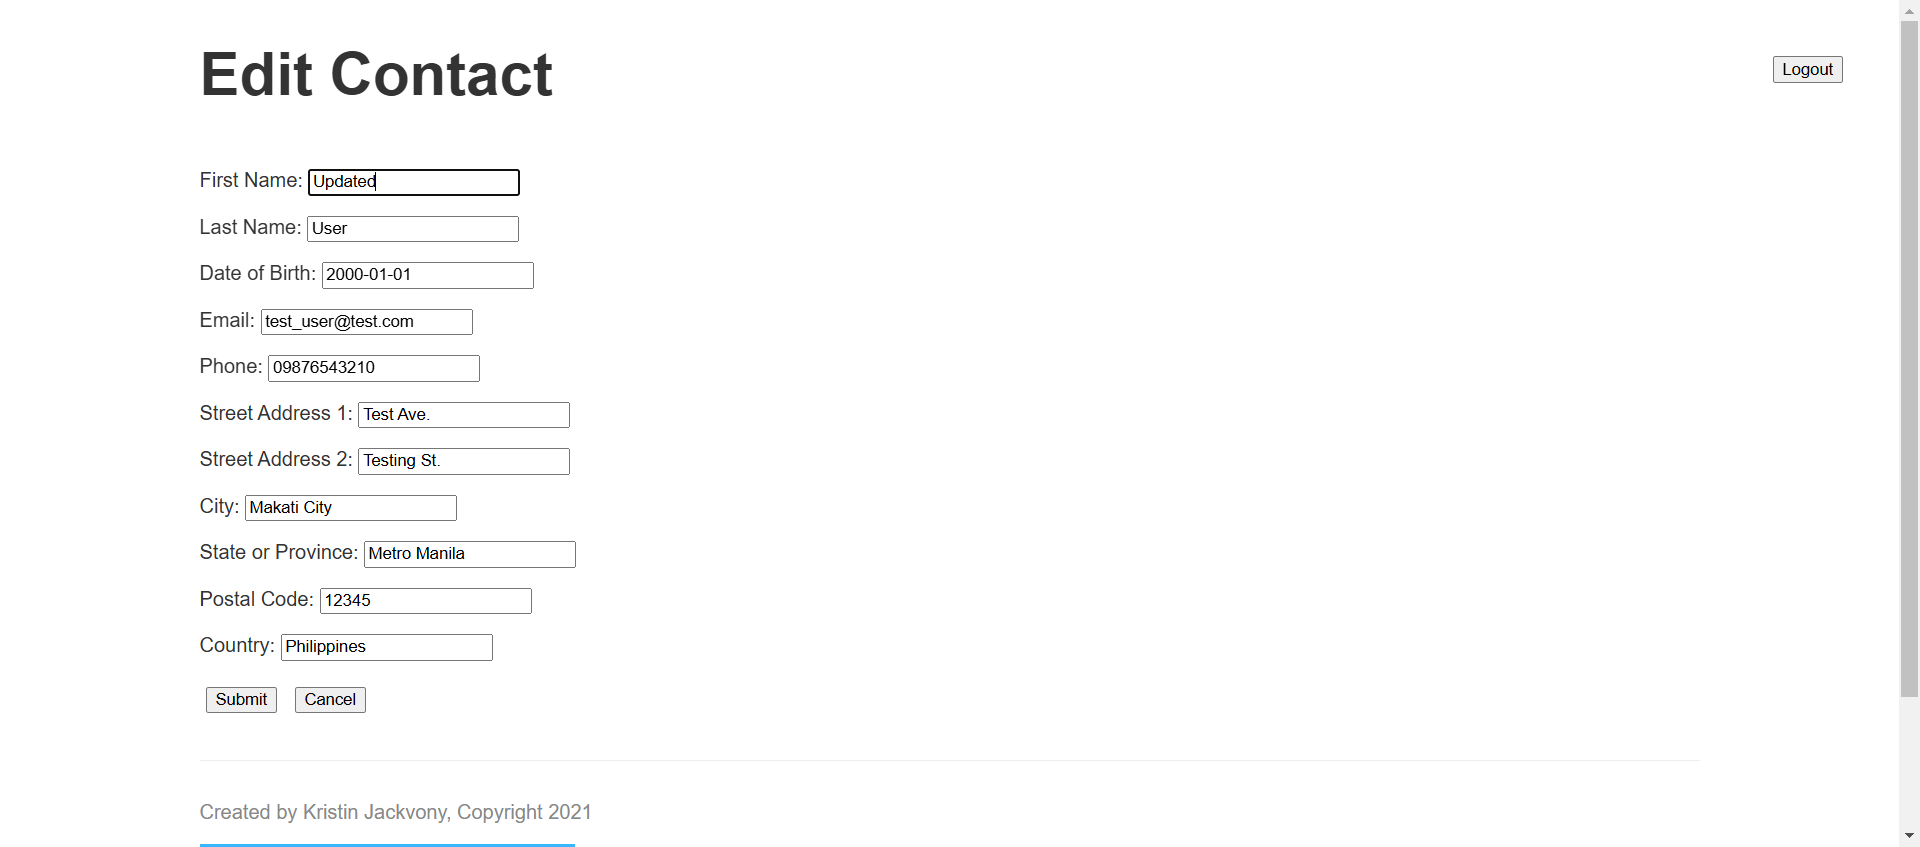 Edit Contact
Logout
First Name: Updated
Last Name: User
Date of Birth: 2000-01-01
Email: test_user@test.com
Phone: 09876543210
Street Address 1: Test Ave.
Street Address 2: Testing St.
City: Makati City
State or Province: Metro Manila
Postal Code: 12345
Country: Philippines
Submit Cancel
Created by Kristin Jackvony, Copyright 2021